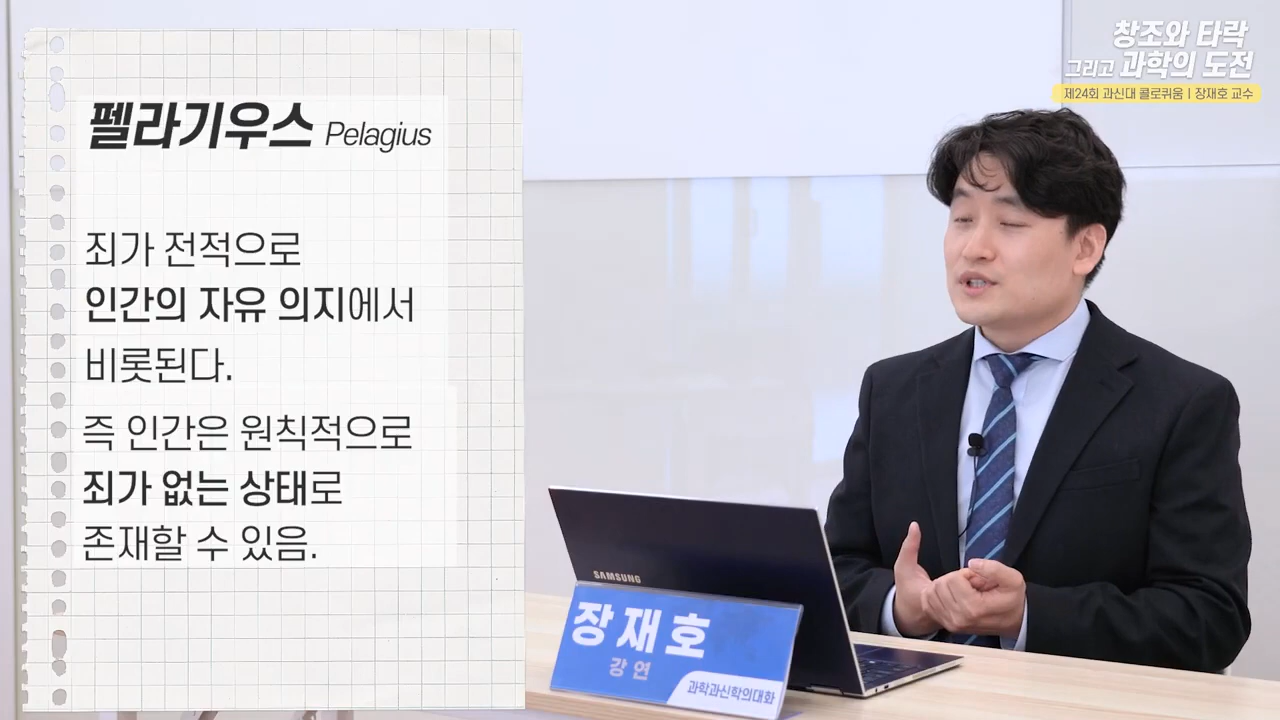 창조와 타락
그리고 과학의 도전
제24회 과신대 콜로퀴움 | 장재호 교수
펠라기우스 Pelagius
죄가 전적으로
인간의 자유 의지에서
비롯된다.
즉 인간은 원칙적으로
죄가 없는 상태로
존재할 수 있음.
SAMSUNG
장재호
강연
과학과신학의대화